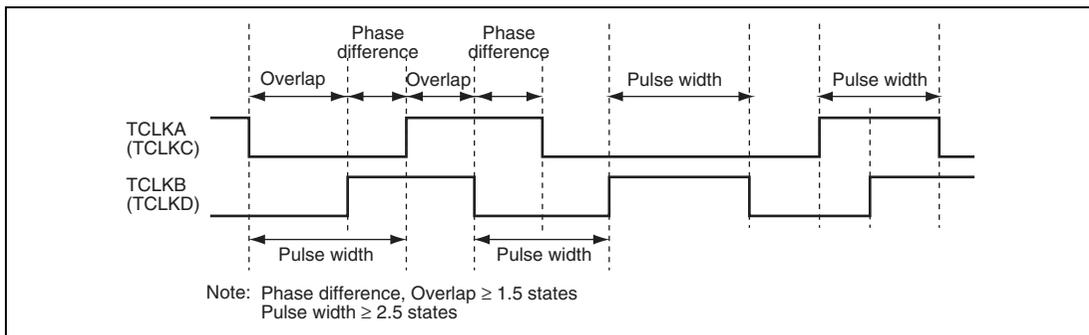 Phase
difference
Phase
difference
Overlap
Overlap
Pulse width
Pulse width
TCLKA
(TCLKC)
TCLKB
(TCLKD)
Pulse width
Pulse width
Note: Phase difference, Overlap ≥ 1.5 states
Pulse width ≥ 2.5 states